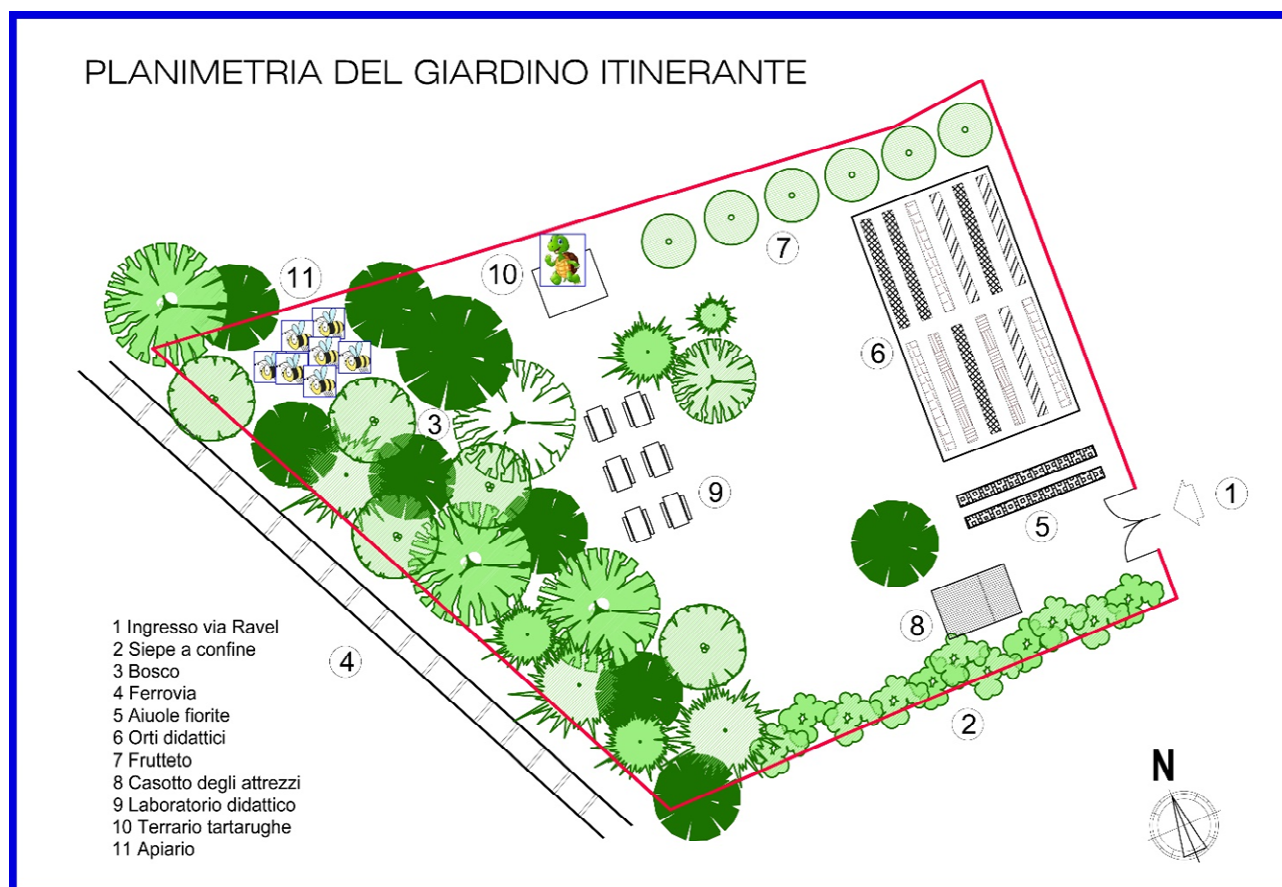 PLANIMETRIA DEL GIARDINO ITINERANTE
11
10
7
6
3
9
1
5
4
8
2
1 Ingresso via Ravel
2 Siepe a confine
3 Bosco
4 Ferrovia
5 Aiuole fiorite
6 Orti didattici
7 Frutteto
8 Casotto degli attrezzi
9 Laboratorio didattico
10 Terrario tartarughe
11 Apiario
N